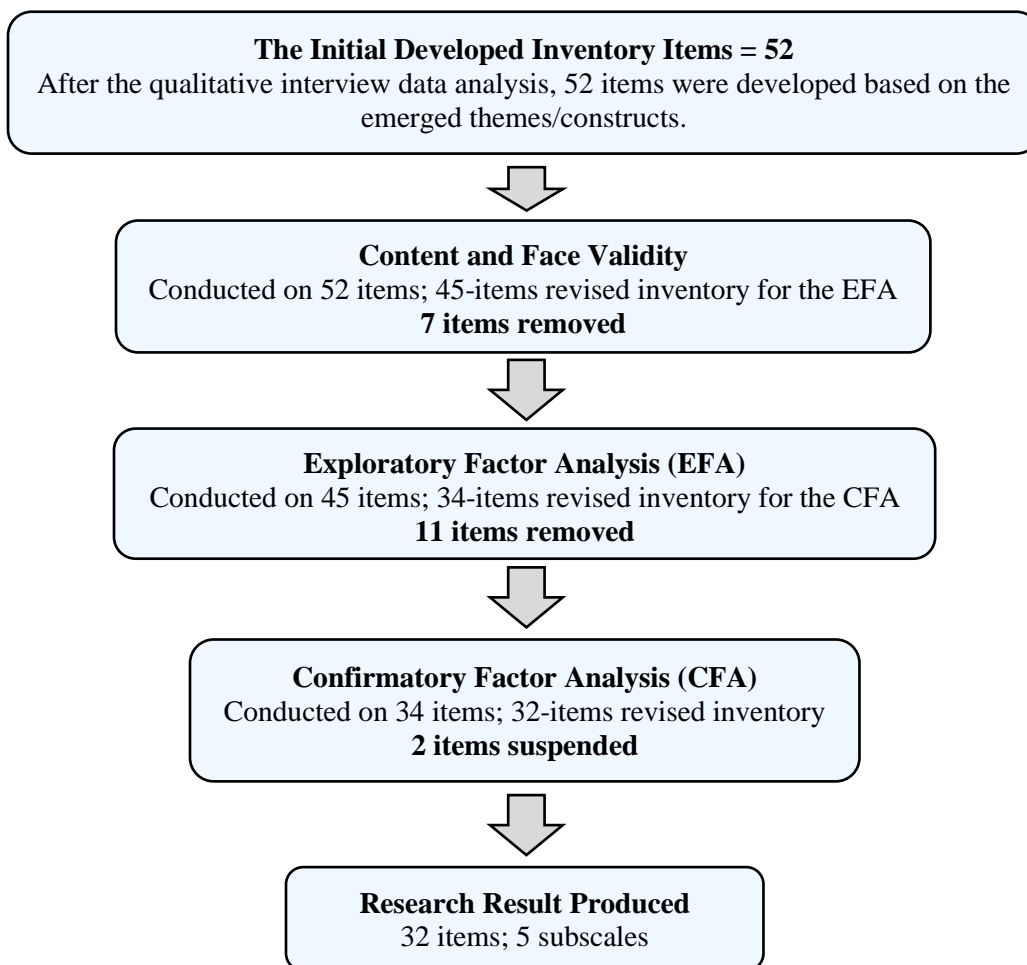 The Initial Developed Inventory Items = 52
After the qualitative interview data analysis, 52 items were developed based on the
emerged themes/constructs.
Content and Face Validity
Conducted on 52 items; 45-items revised inventory for the EFA
7 items removed
Exploratory Factor Analysis (EFA)
Conducted on 45 items; 34-items revised inventory for the CFA
11 items removed
Confirmatory Factor Analysis (CFA)
Conducted on 34 items; 32-items revised inventory
2 items suspended
Research Result Produced
32 items; 5 subscales